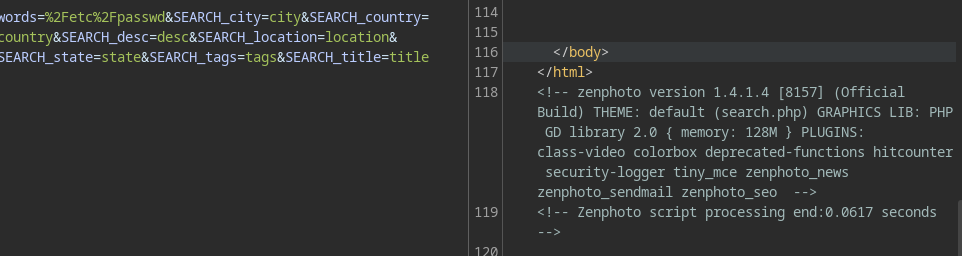 words=%2Fetc%2Fpasswd&SEARCH_city=city&SEARCH_country=
country&SEARCH_desc=desc&SEARCH_location=location&
SEARCH_state=state&SEARCH_tags=tags&SEARCH_title=title
114
115
116 </body>
117 </html>
118 <!-- zenphoto version 1.4.1.4 [8157] (Official
Build) THEME: default (search.php) GRAPHICS LIB: PHP
GD library 2.0 { memory: 128M } PLUGINS:
class-video colorbox deprecated-functions hitcounter
security-logger tiny_mce zenphoto_news
zenphoto_sendmail zenphoto_seo -->
119 <!-- Zenphoto script processing end:0.0617 seconds
-->
120